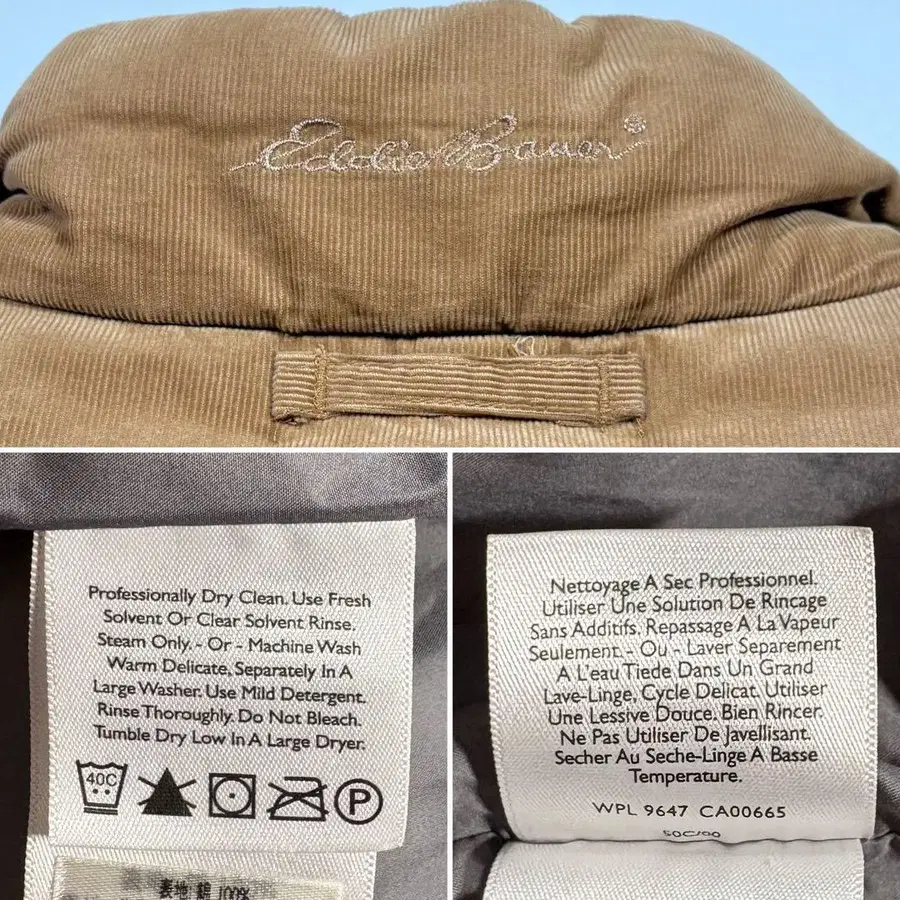 Eddie Bauer®
Professionally Dry Clean. Use Fresh
Solvent Or Clear Solvent Rinse.
Steam Only. - Or - Machine Wash
Warm Delicate, Separately In A
Large Washer. Use Mild Detergent.
Rinse Thoroughly. Do Not Bleach.
Tumble Dry Low In A Large Dryer.
40C
P
表地: 綿 100%
Nettoyage A Sec Professionnel.
Utiliser Une Solution De Rincage
Sans Additifs. Repassage A La Vapeur
Seulement. - Ou - Laver Separement
A L'eau Tiede Dans Un Grand
Lave-Linge, Cycle Delicat. Utiliser
Une Lessive Douce. Bien Rincer.
Ne Pas Utiliser De Javellisant.
Secher Au Seche-Linge A Basse
Temperature.
WPL 9647 CA00665